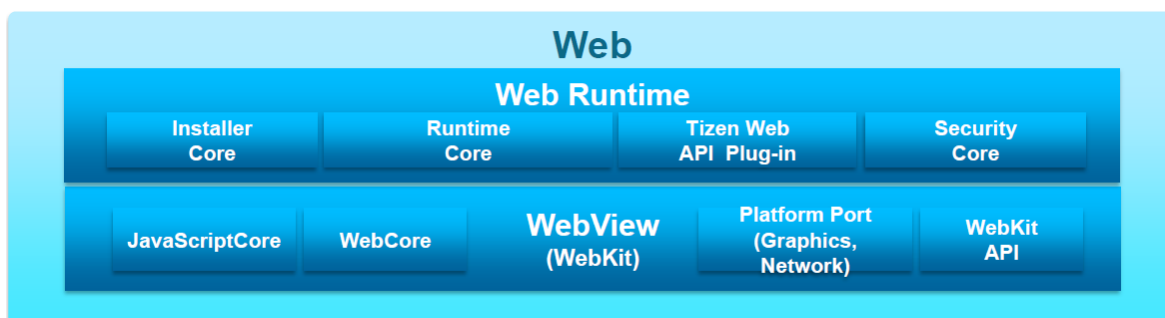 Web
Web Runtime
Installer
Core
Runtime
Core
Tizen Web
API Plug-in
Security
Core
JavaScriptCore
WebCore
WebView
(WebKit)
Platform Port
(Graphics,
Network)
WebKit
API